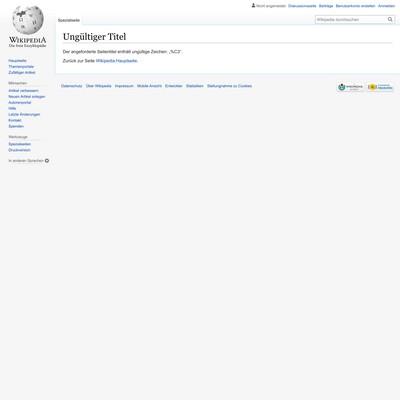 Nicht angemeldet Diskussionsseite Beiträge Benutzerkonto erstellen Anmelden
Spezialseite
Wikipedia durchsuchen
WIKIPEDIA
Die freie Enzyklopädie
Ungültiger Titel
Der angeforderte Seitentitel enthält ungültige Zeichen: „%C3“.
Zurück zur Seite Wikipedia:Hauptseite.
Hauptseite
Themenportale
Zufälliger Artikel
Mitmachen
Artikel verbessern
Neuen Artikel anlegen
Autorenportal
Hilfe
Letzte Änderungen
Kontakt
Spenden
Werkzeuge
Spezialseiten
Druckversion
In anderen Sprachen
Datenschutz Über Wikipedia Impressum Mobile Ansicht Entwickler Statistiken Stellungnahme zu Cookies